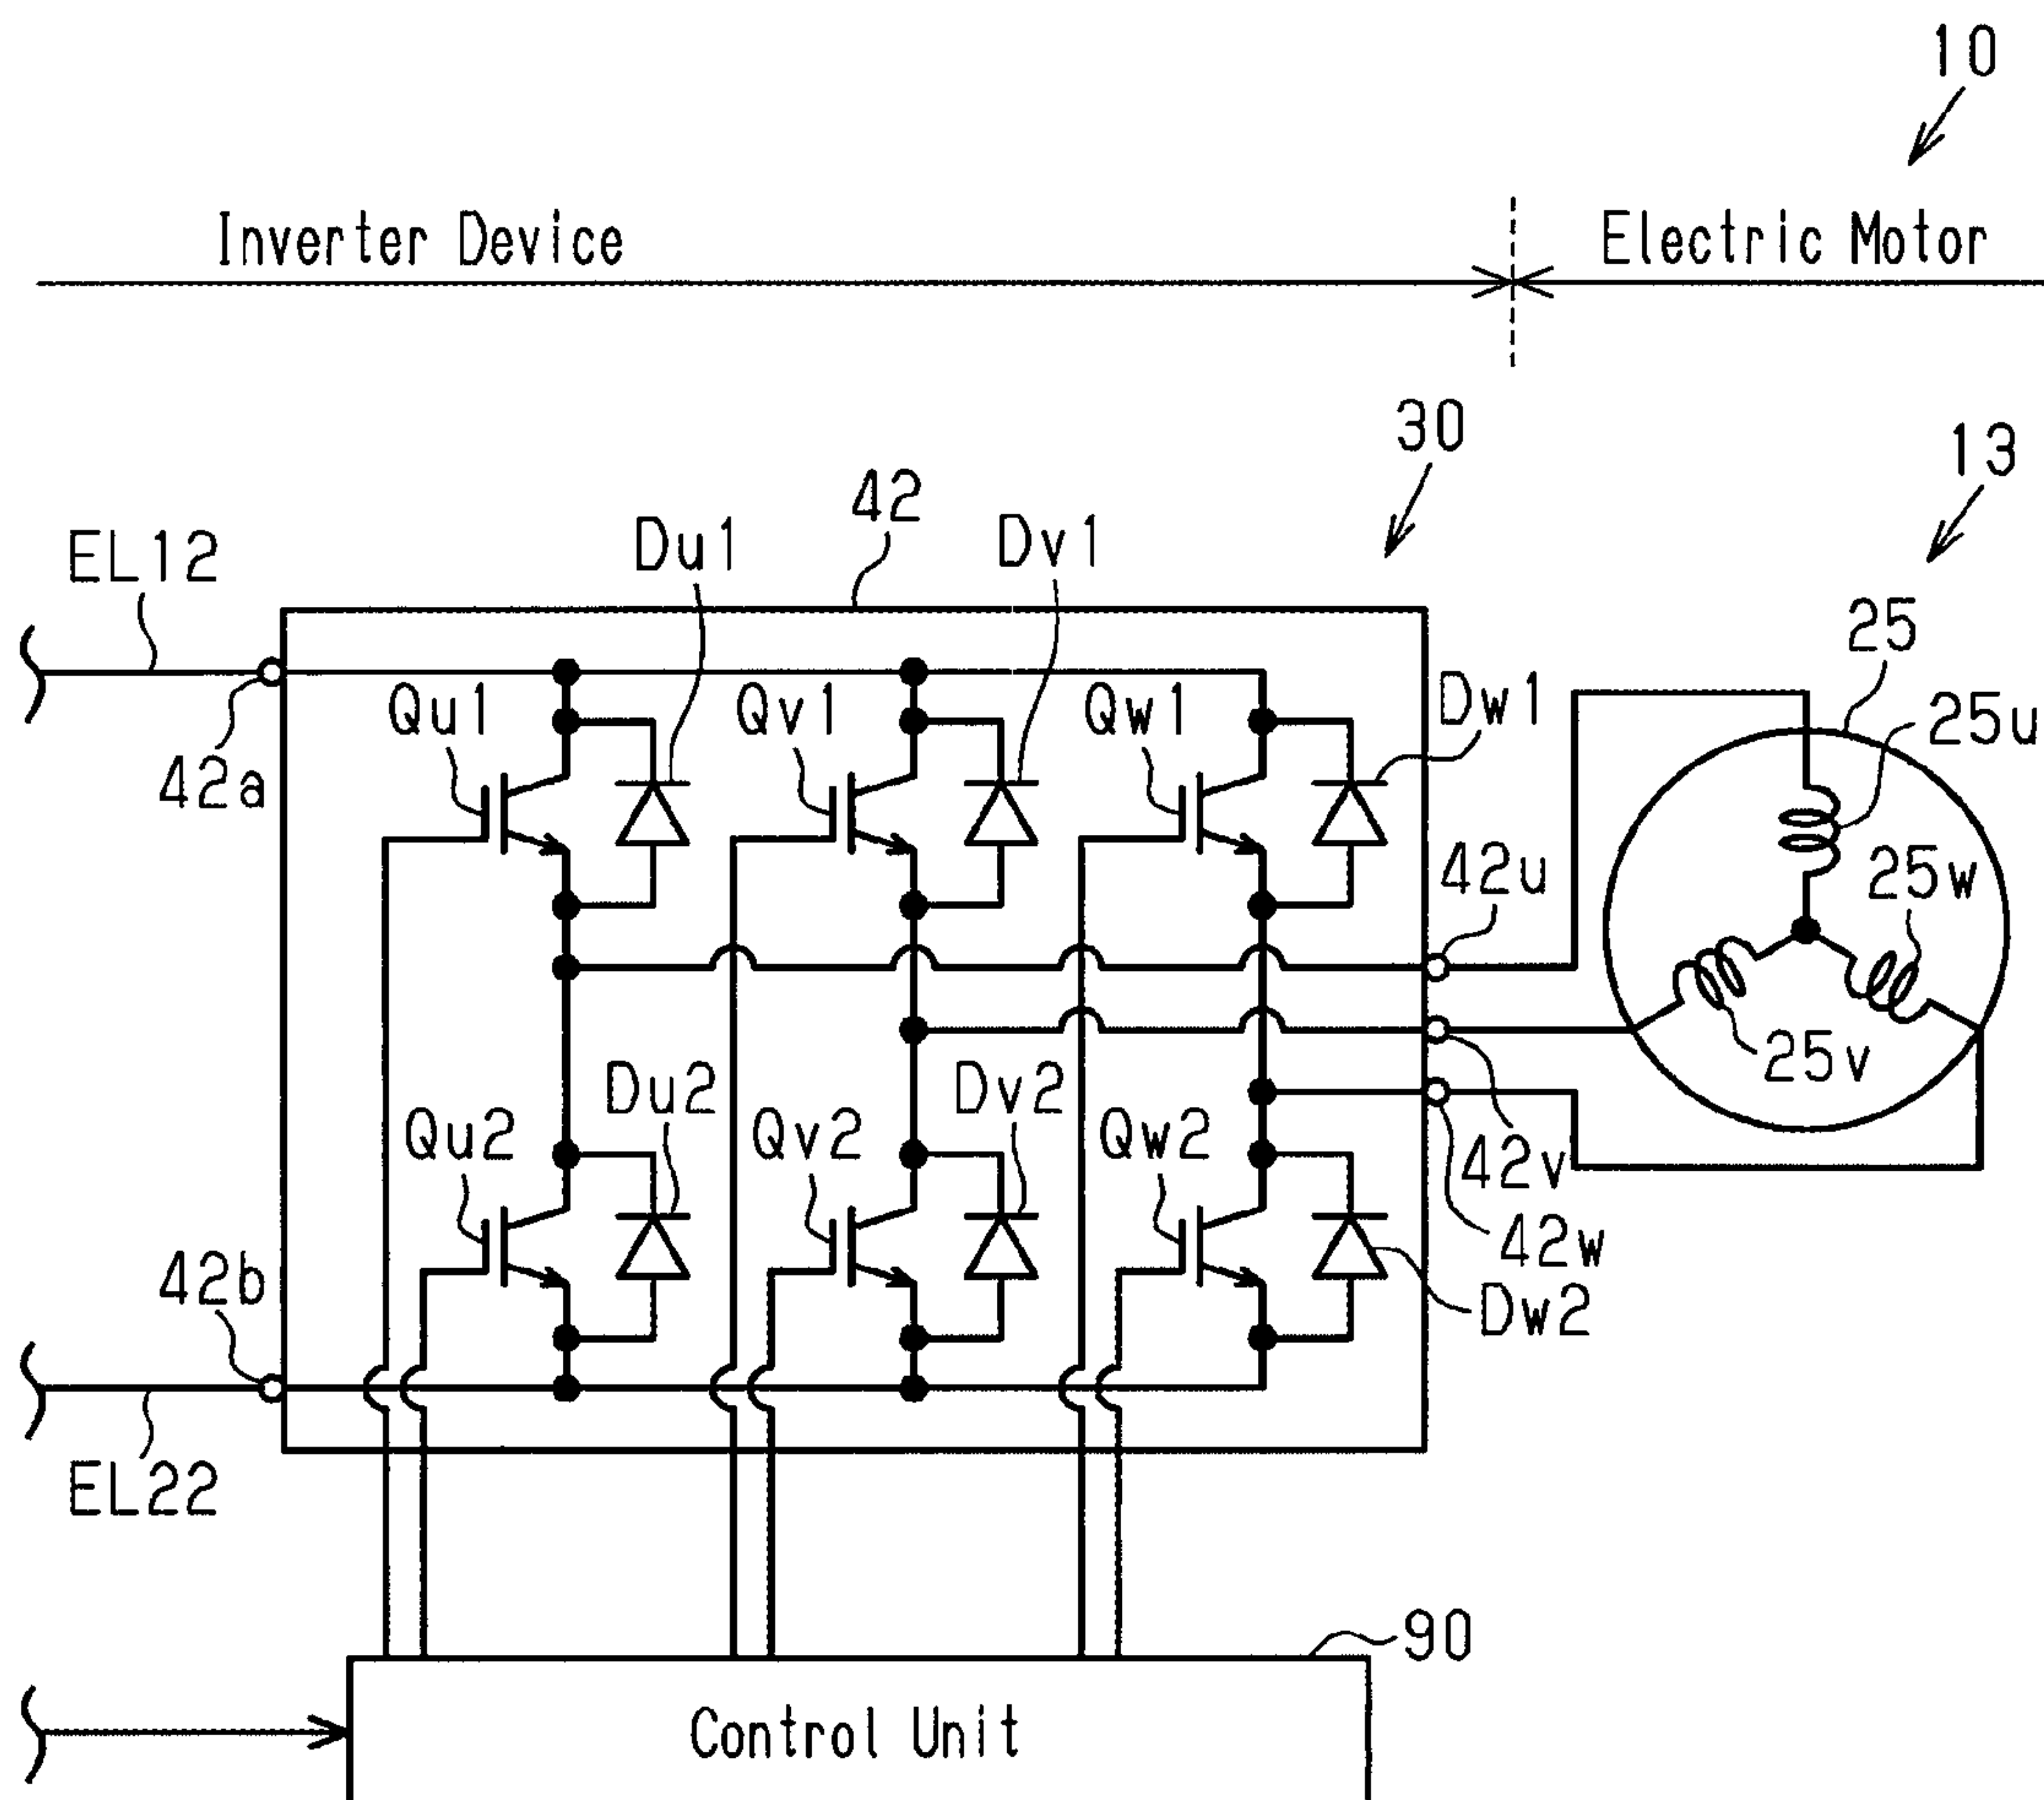 10
Inverter Device
Electric Motor
30
13
42
Du1
Dv1
EL12
25
Qu1
Qv1
Qw1
Dw1
25u
42a
42u
25w
25v
Du2
Dv2
Qu2
Qv2
Qw2
42v
42w
42b
Dw2
EL22
90
Control Unit